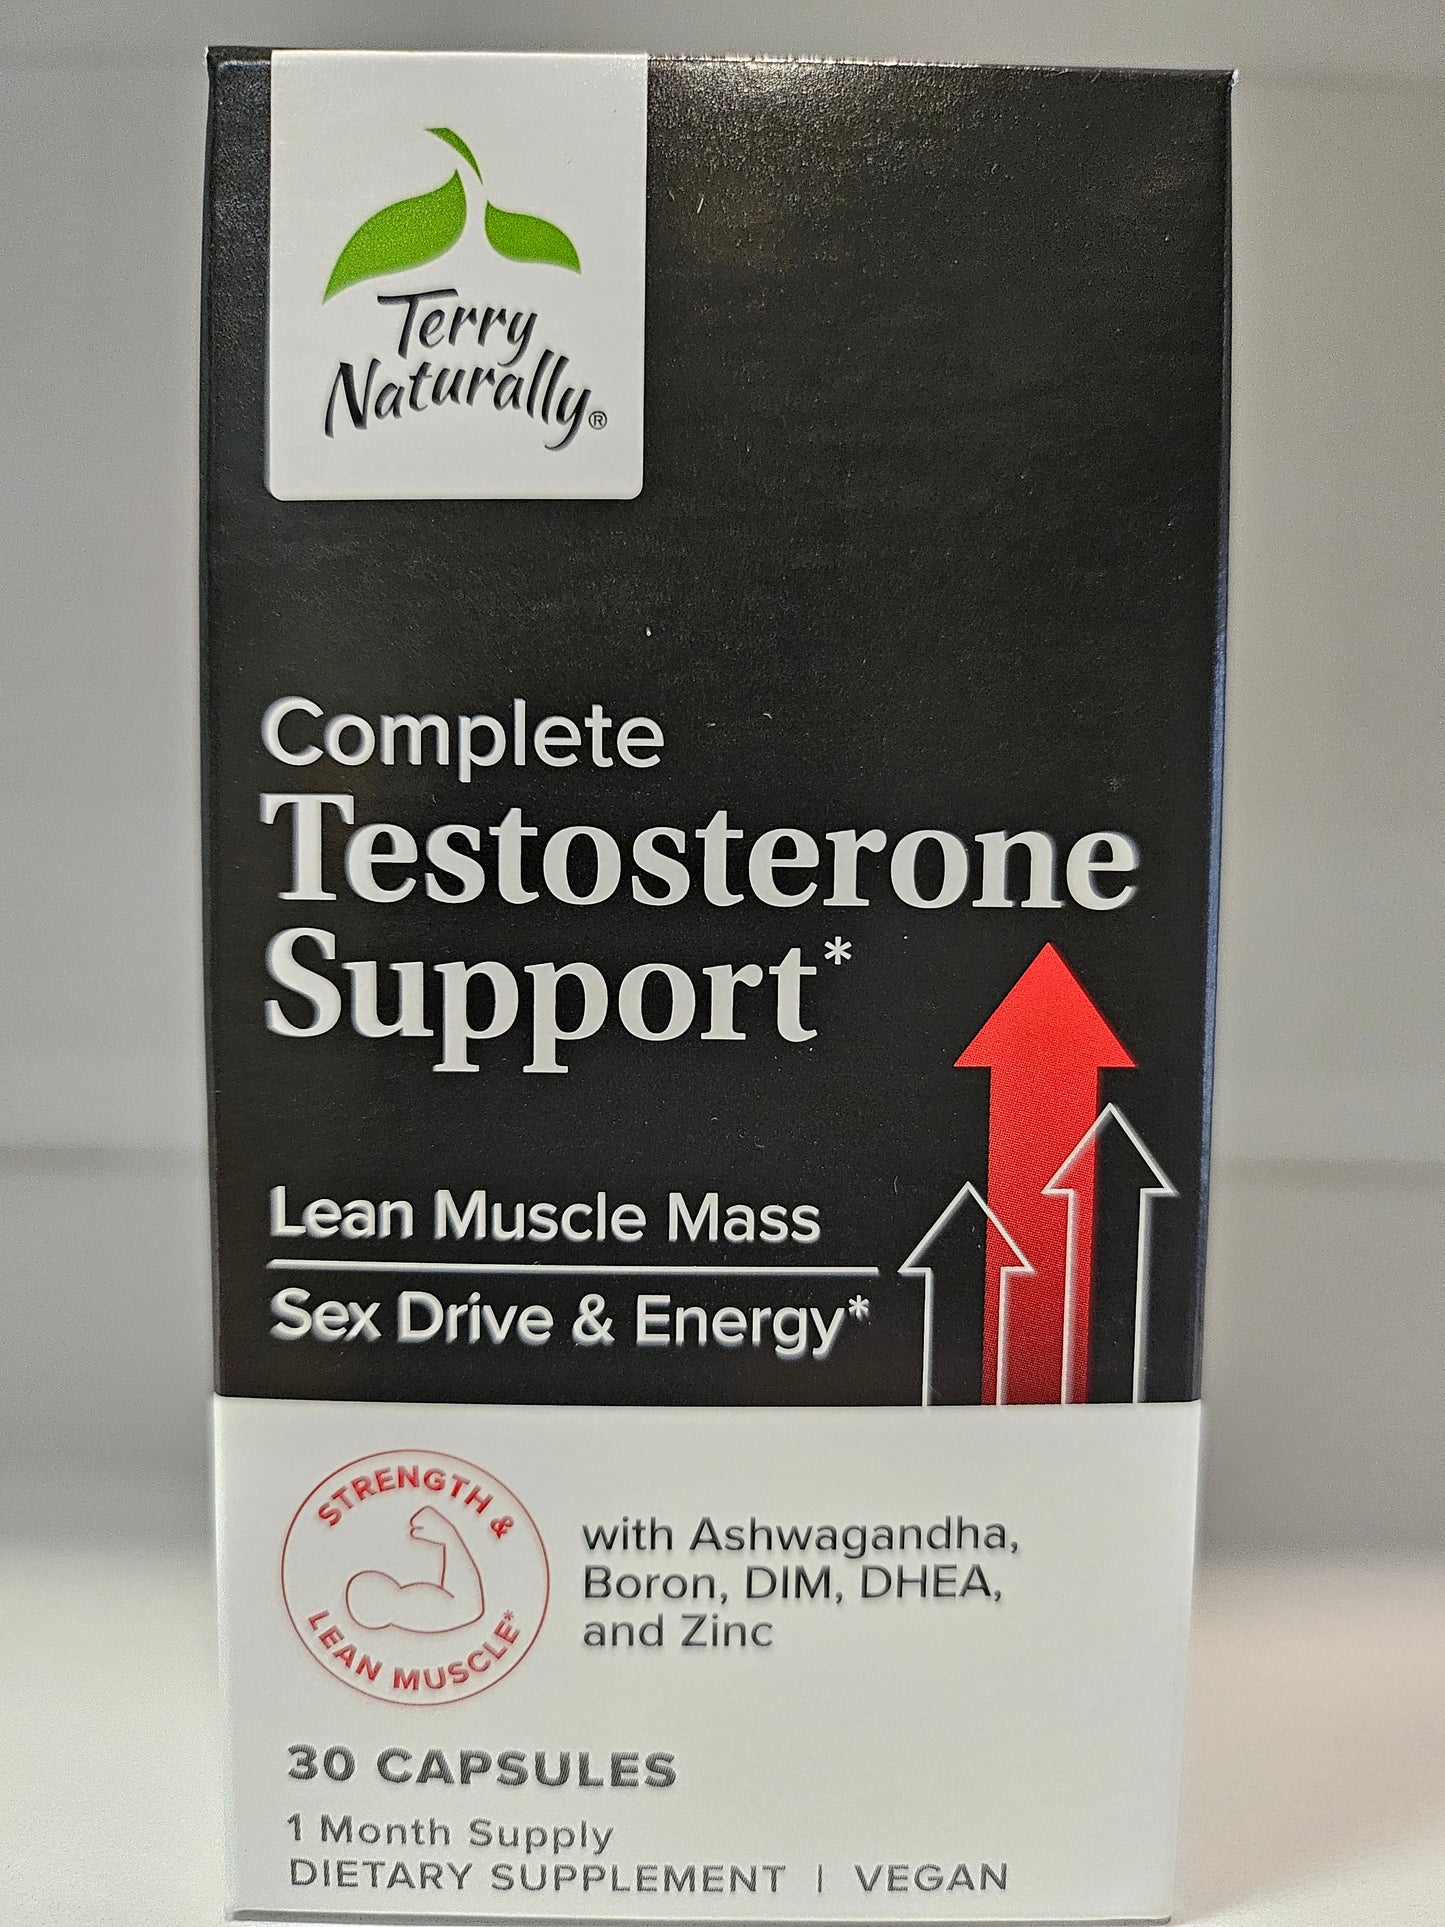 Terry
Naturally®
Complete
Testosterone
Support*
Lean Muscle Mass
Sex Drive & Energy*
STRENGTH &
LEAN MUSCLE*
with Ashwagandha,
Boron, DIM, DHEA,
and Zinc
30 CAPSULES
1 Month Supply
DIETARY SUPPLEMENT | VEGAN